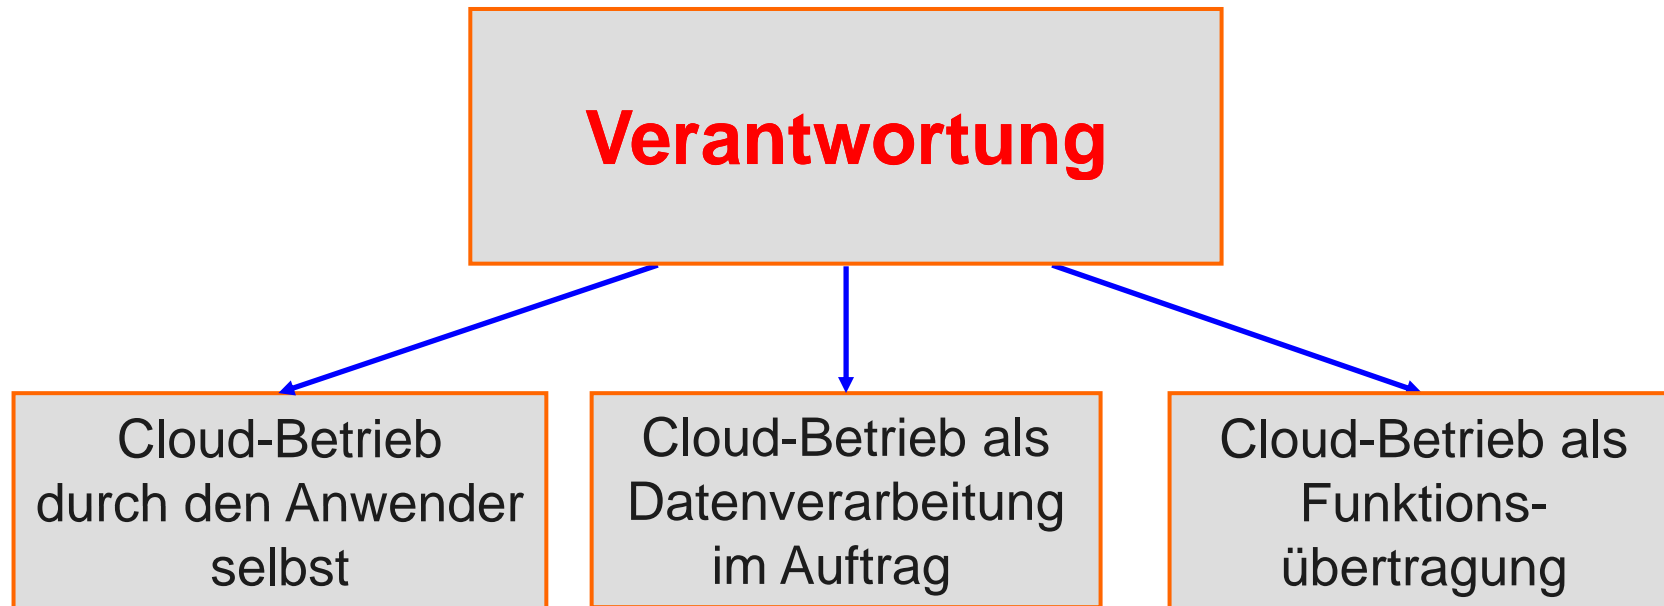 Verantwortung
Cloud-Betrieb
durch den Anwender
selbst
Cloud-Betrieb als
Datenverarbeitung
im Auftrag
Cloud-Betrieb als
Funktions-
übertragung